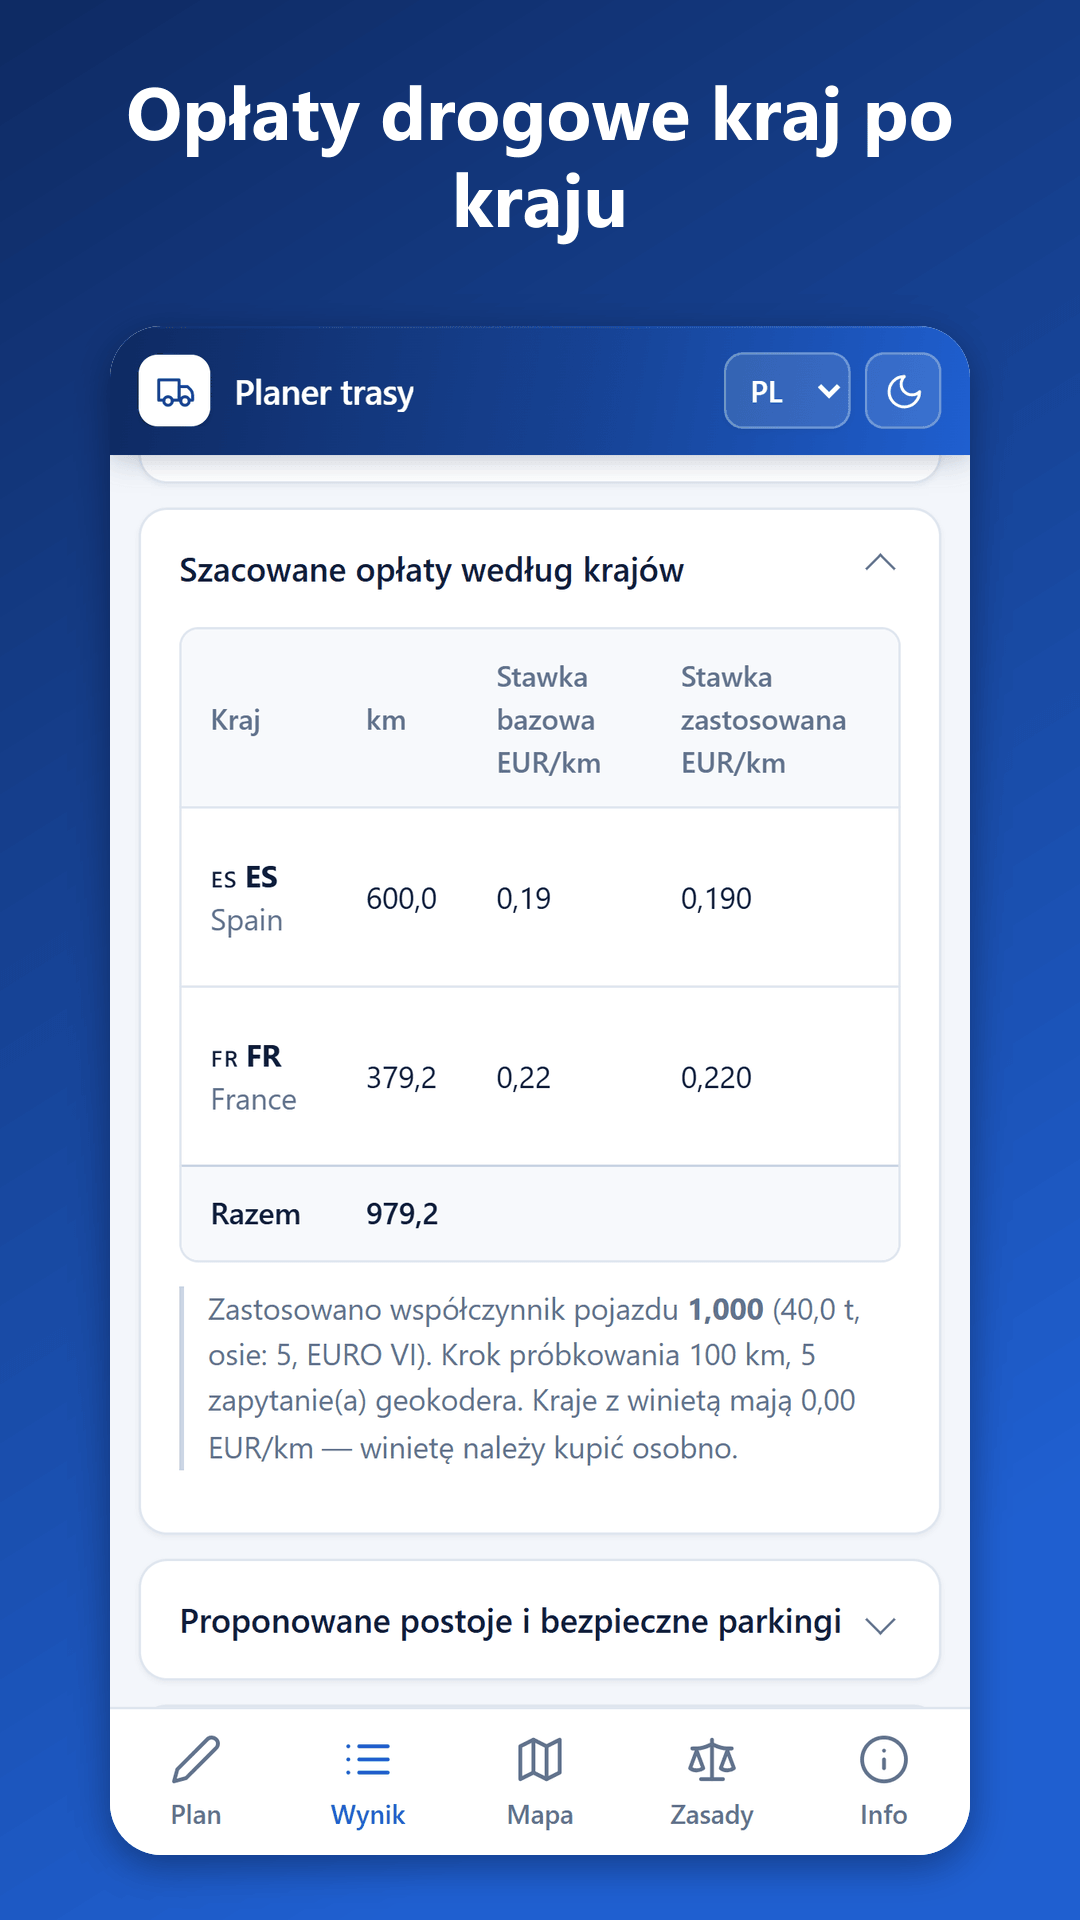 Opłaty drogowe kraj po
kraju
Planer trasy
PL
Szacowane opłaty według krajów
Kraj
km
Stawka
bazowa
EUR/km
Stawka
zastosowana
EUR/km
ES ES
Spain
600,0
0,19
0,190
FR FR
France
379,2
0,22
0,220
Razem
979,2
Zastosowano współczynnik pojazdu 1,000 (40,0 t,
osie: 5, EURO VI). Krok próbkowania 100 km, 5
zapytanie(a) geokodera. Kraje z winietą mają 0,00
EUR/km — winietę należy kupić osobno.
Proponowane postoje i bezpieczne parkingi
Plan
Wynik
Mapa
Zasady
Info